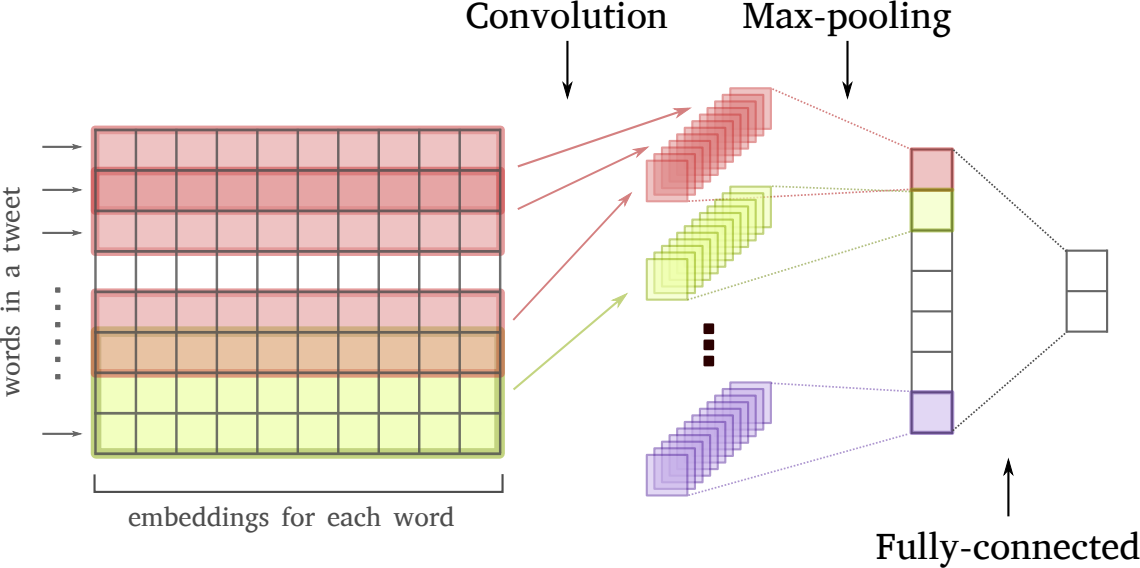 Convolution
Max-pooling
words in a tweet
embeddings for each word
Fully-connected